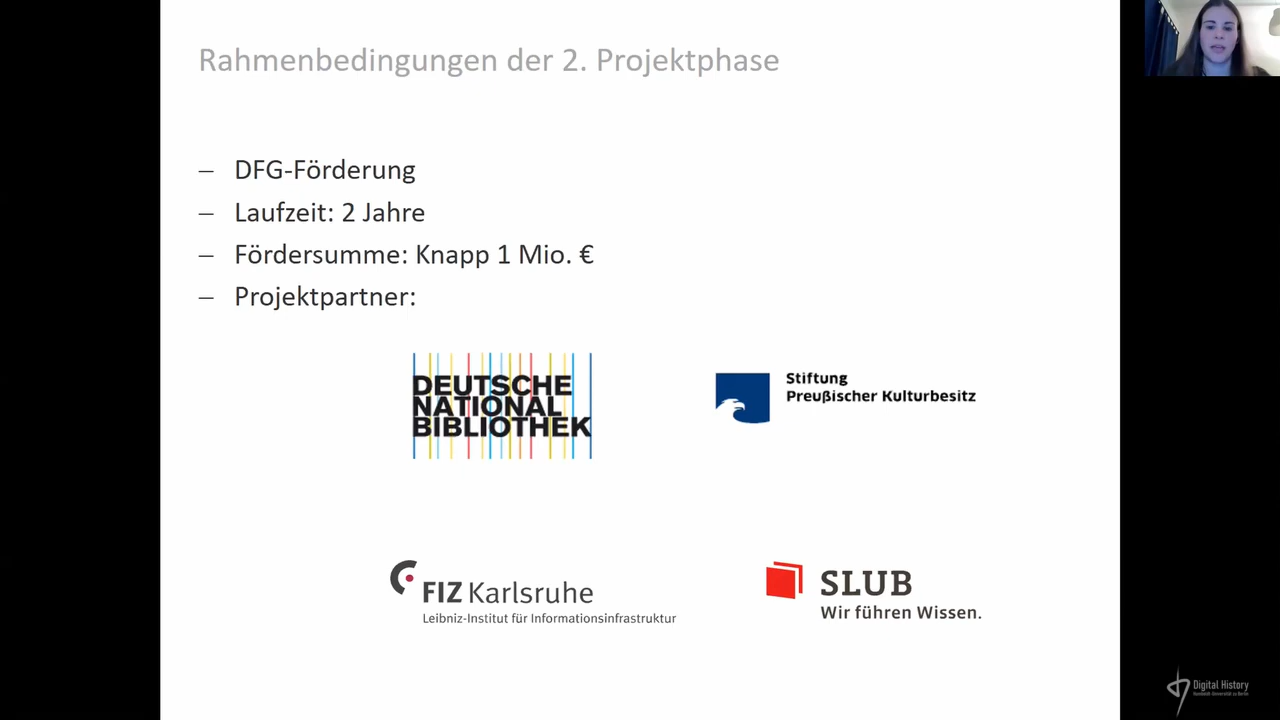 Rahmenbedingungen der 2. Projektphase
– DFG-Förderung
– Laufzeit: 2 Jahre
– Fördersumme: Knapp 1 Mio. €
– Projektpartner:
DEUTSCHE
NATIONAL
BIBLIOTHEK
Stiftung
Preußischer Kulturbesitz
FIZ Karlsruhe
Leibniz-Institut für Informationsinfrastruktur
SLUB
Wir führen Wissen.
Digital History
Humboldt-Universität zu Berlin